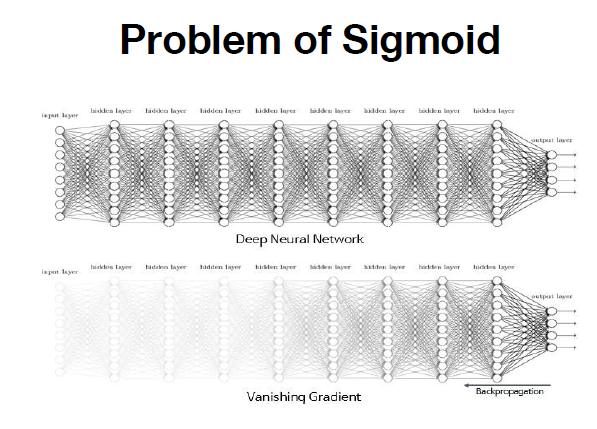 Problem of Sigmoid
input layer
hidden layer hidden layer hidden layer hidden layer hidden layer hidden layer hidden layer hidden layer
output layer
Deep Neural Network
input layer
hidden layer hidden layer hidden layer hidden layer hidden layer hidden layer hidden layer hidden layer
output layer
Backpropagation
Vanishing Gradient